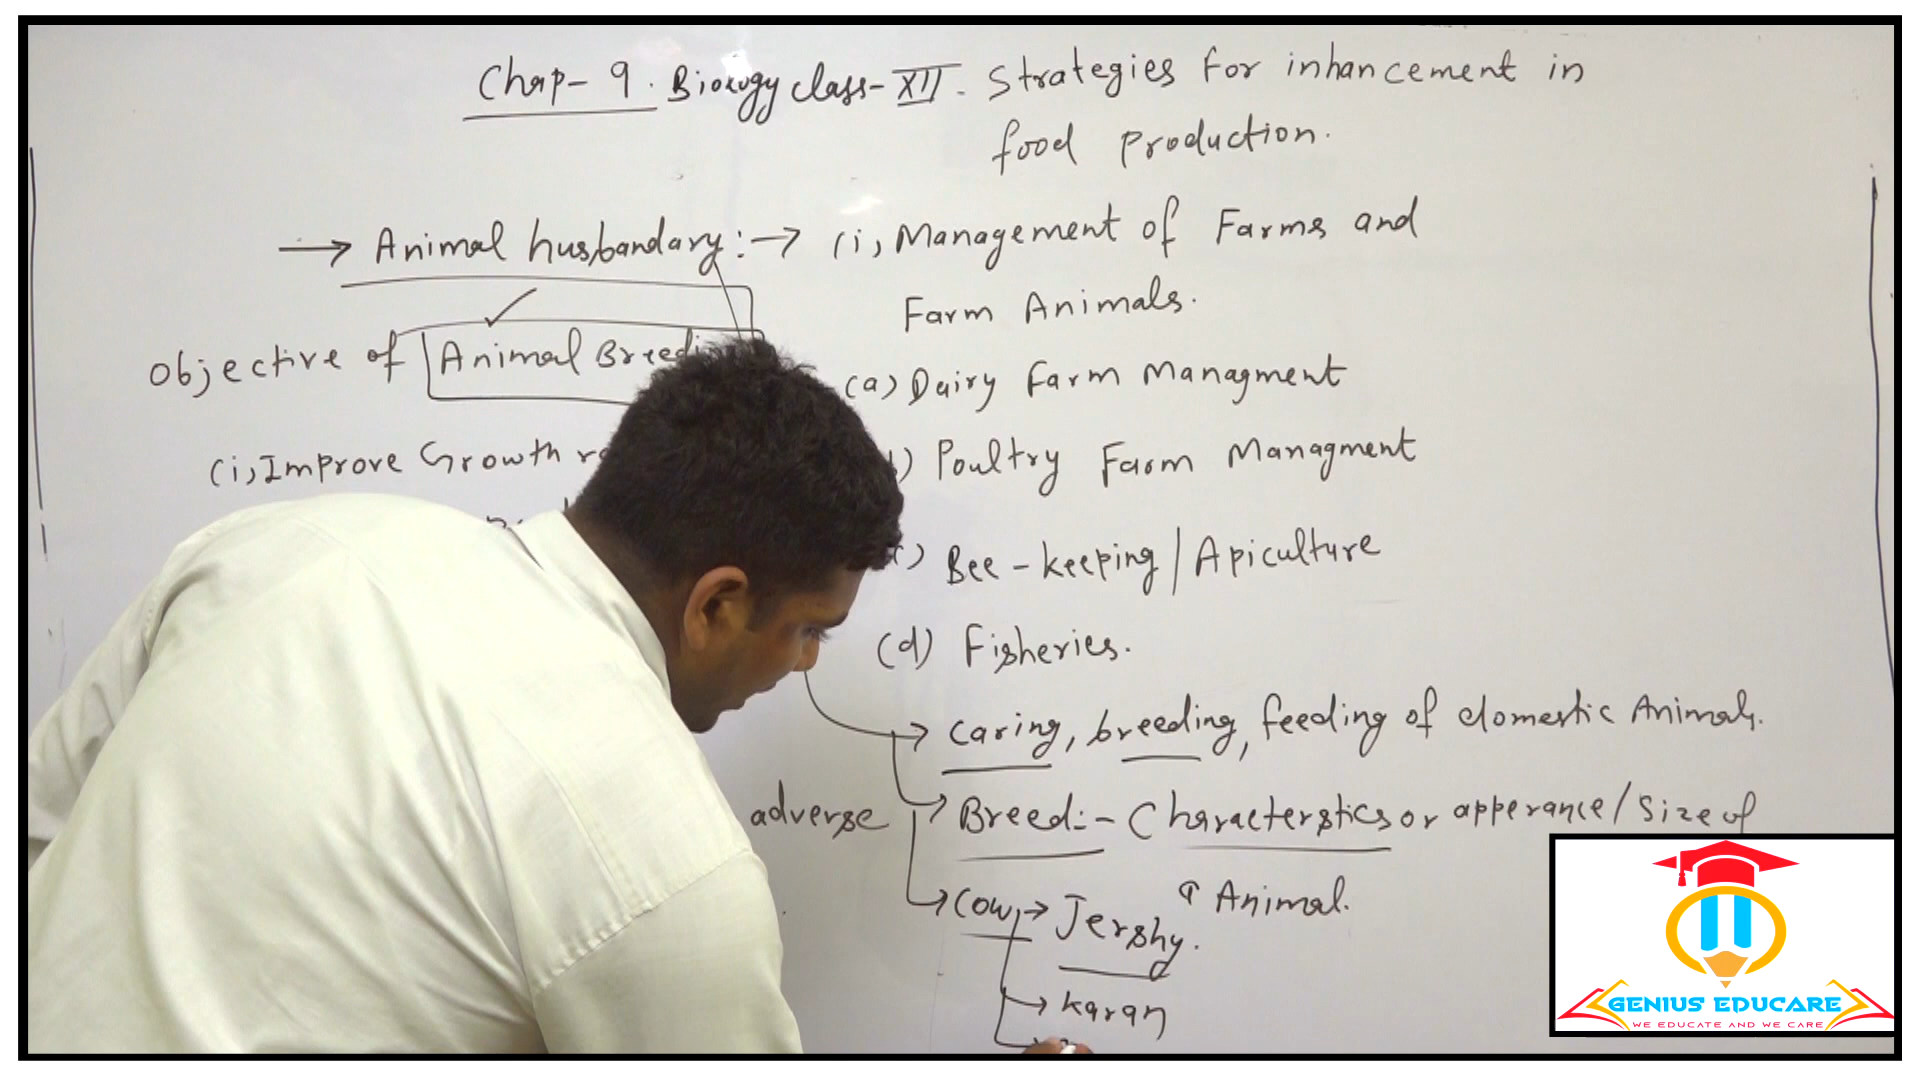 Chap- 9. Biology class- XII. Strategies for inhancement in
food production.
→ Animal husbandary :→ (i) Management of Farms and
Farm Animals.
Objective of Animal Breedi
(a) Dairy Farm Managment
(i) Improve Growth
) Poultry Farm Managment
) Bee-keeping / Apiculture
(d) Fisheries.
→ Caring, breeding, feeding of domestic Animals.
adverse
→ Breed:- Characterstics or apperance / Size of
Animal.
→ Cow → Jershy.
→ Karan
GENIUS EDUCARE
WE EDUCATE AND WE CARE